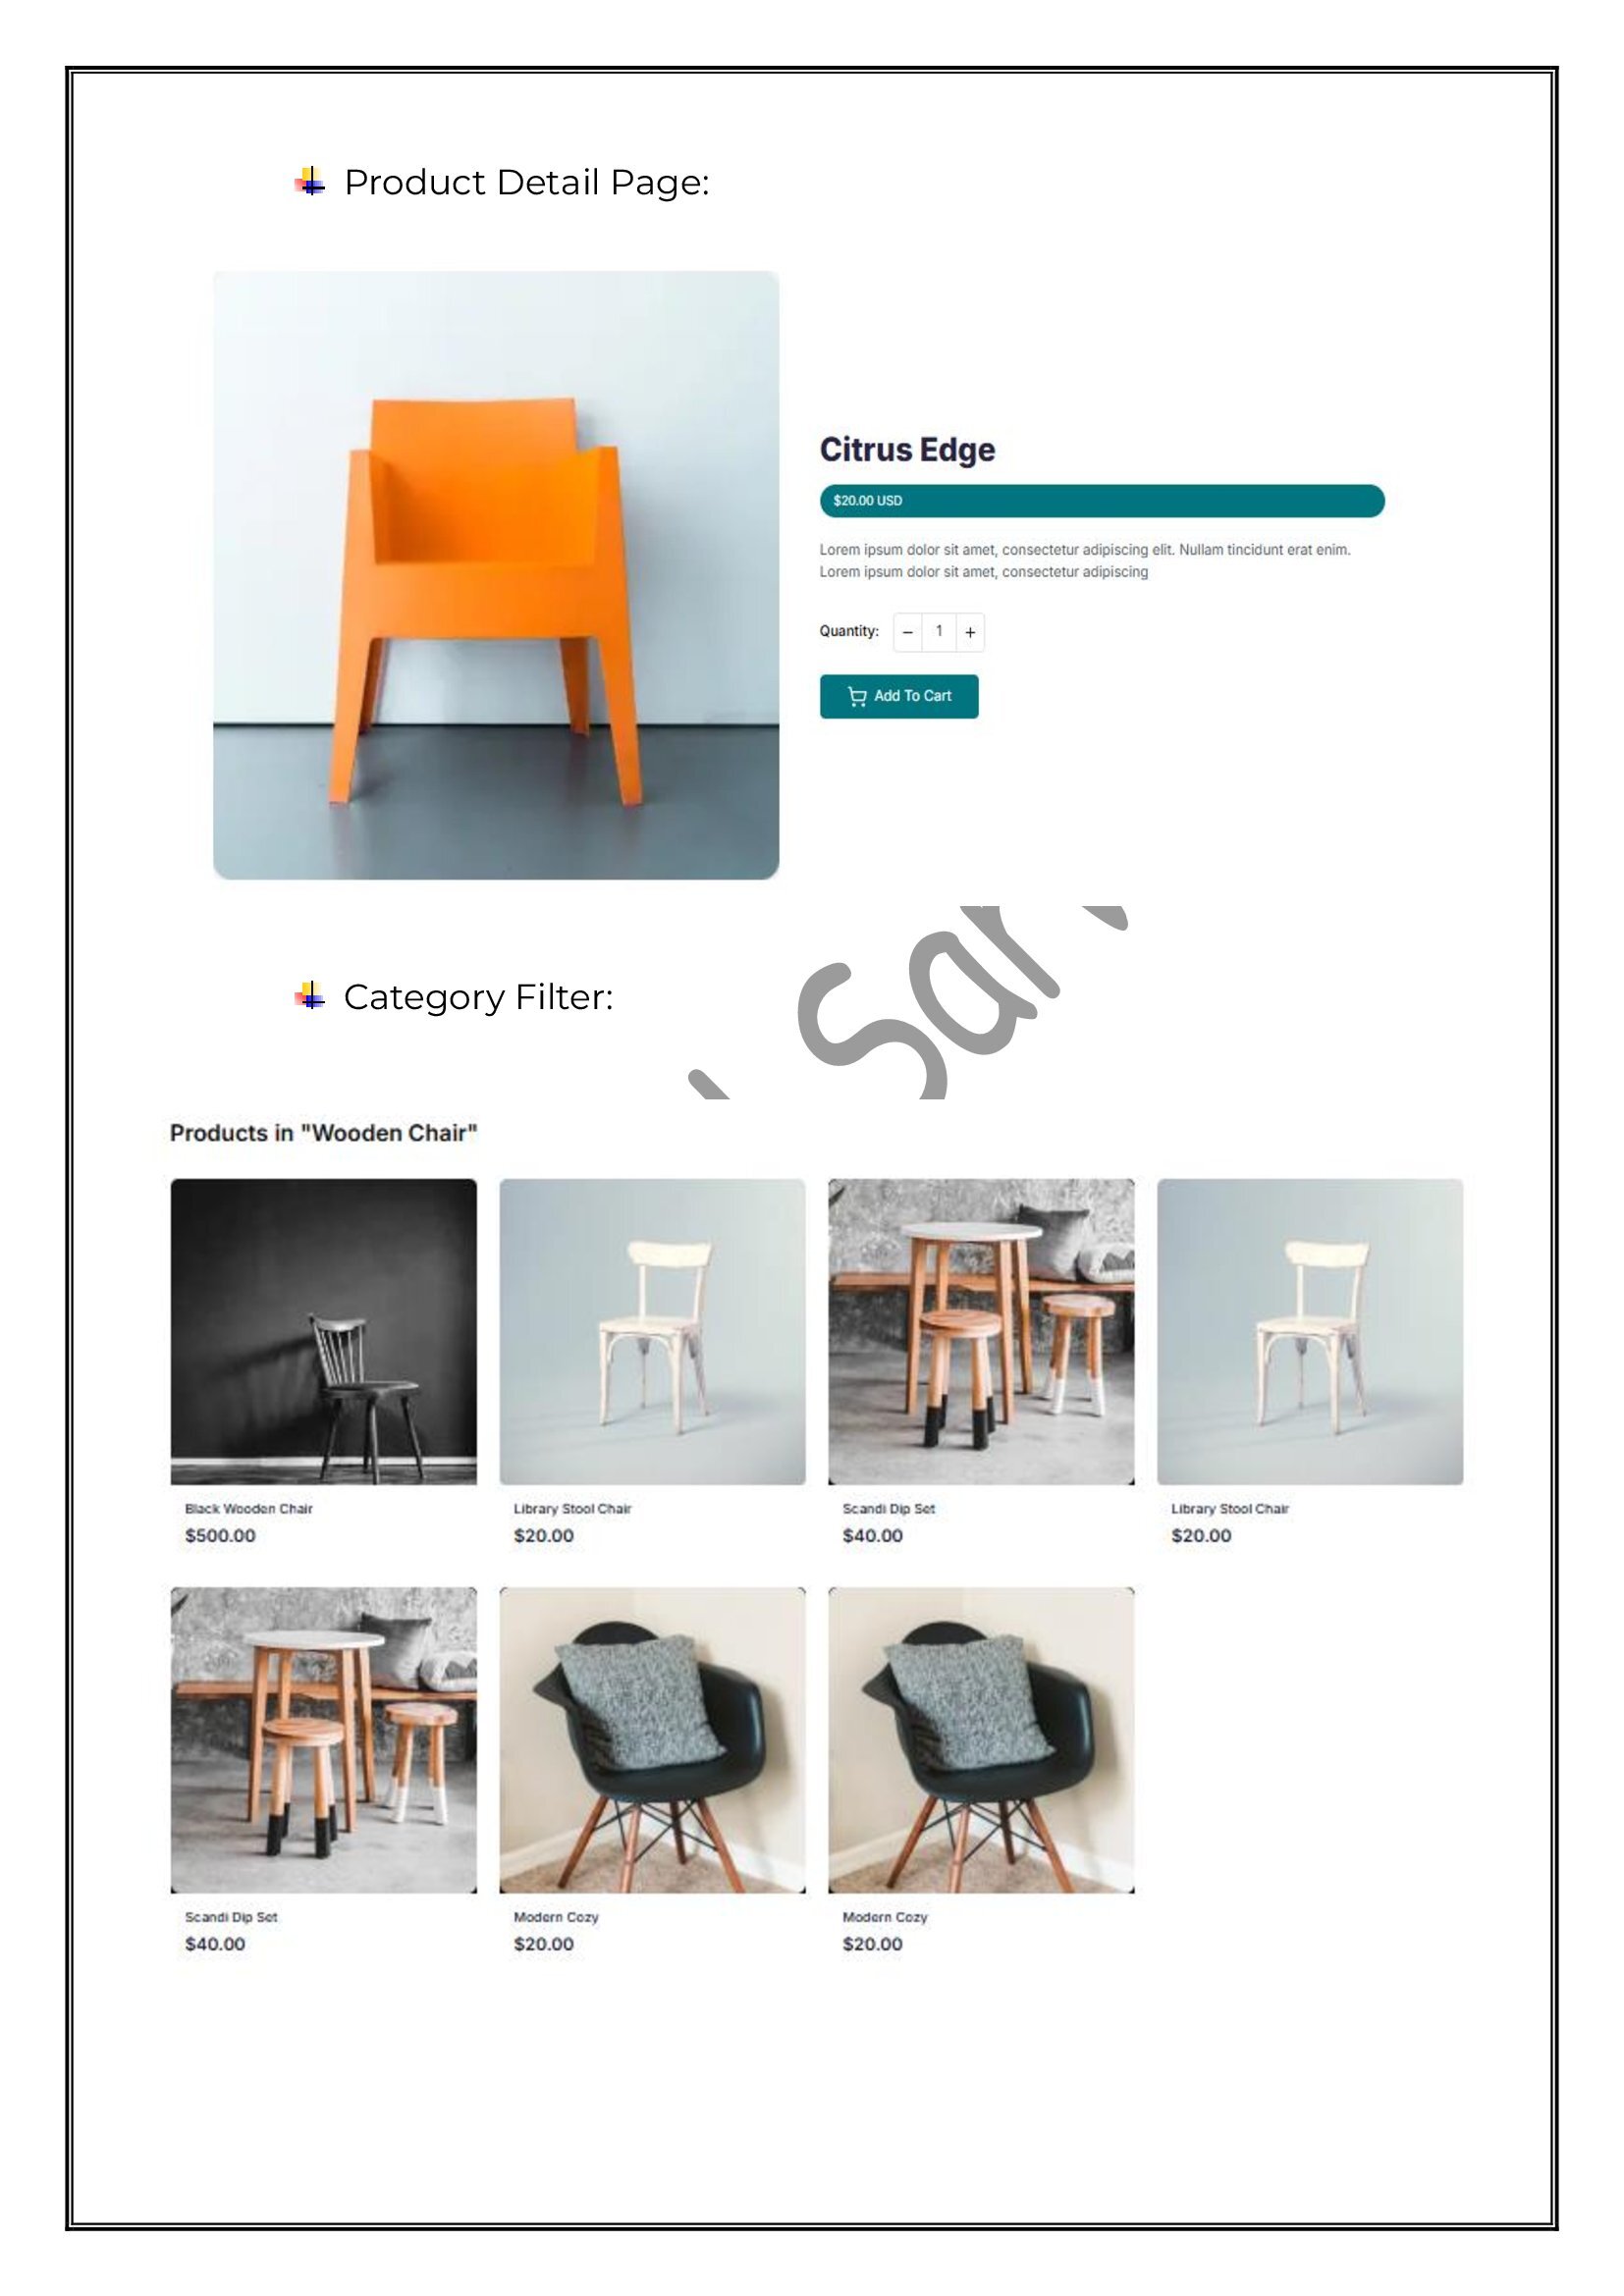 Product Detail Page:
Citrus Edge
$20.00 USD
Lorem ipsum dolor sit amet, consectetur adipiscing elit. Nullam tincidunt erat enim.
Lorem ipsum dolor sit amet, consectetur adipiscing
Quantity: − 1 +
Add To Cart
Category Filter:
Products in "Wooden Chair"
Black Wooden Chair
$500.00
Library Stool Chair
$20.00
Scandi Dip Set
$40.00
Library Stool Chair
$20.00
Scandi Dip Set
$40.00
Modern Cozy
$20.00
Modern Cozy
$20.00